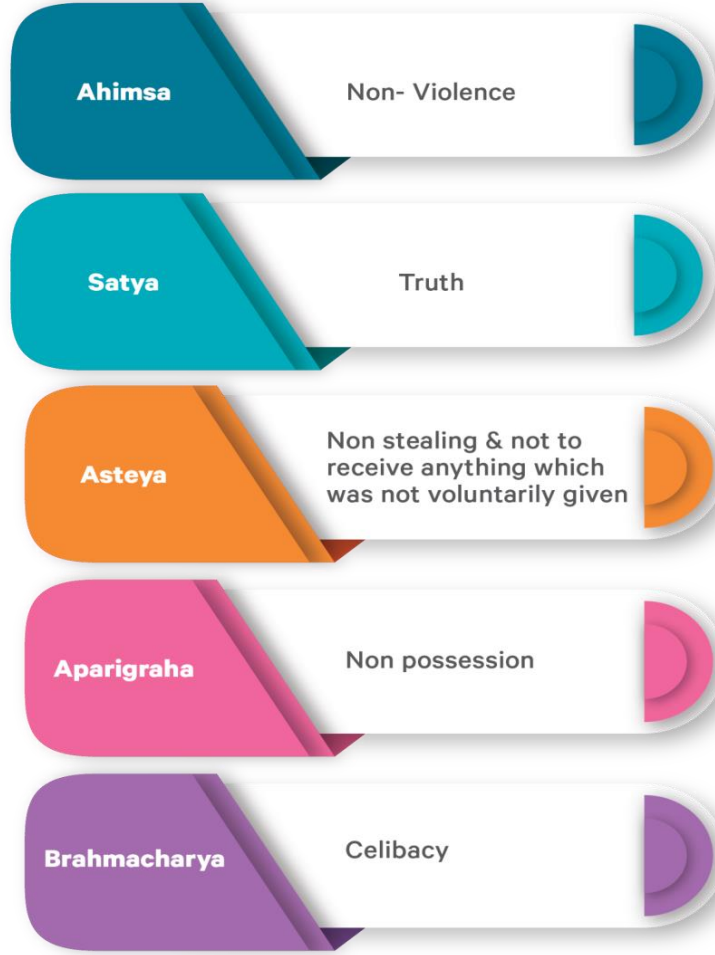 Ahimsa
Non- Violence
Satya
Truth
Asteya
Non stealing & not to
receive anything which
was not voluntarily given
Aparigraha
Non possession
Brahmacharya
Celibacy